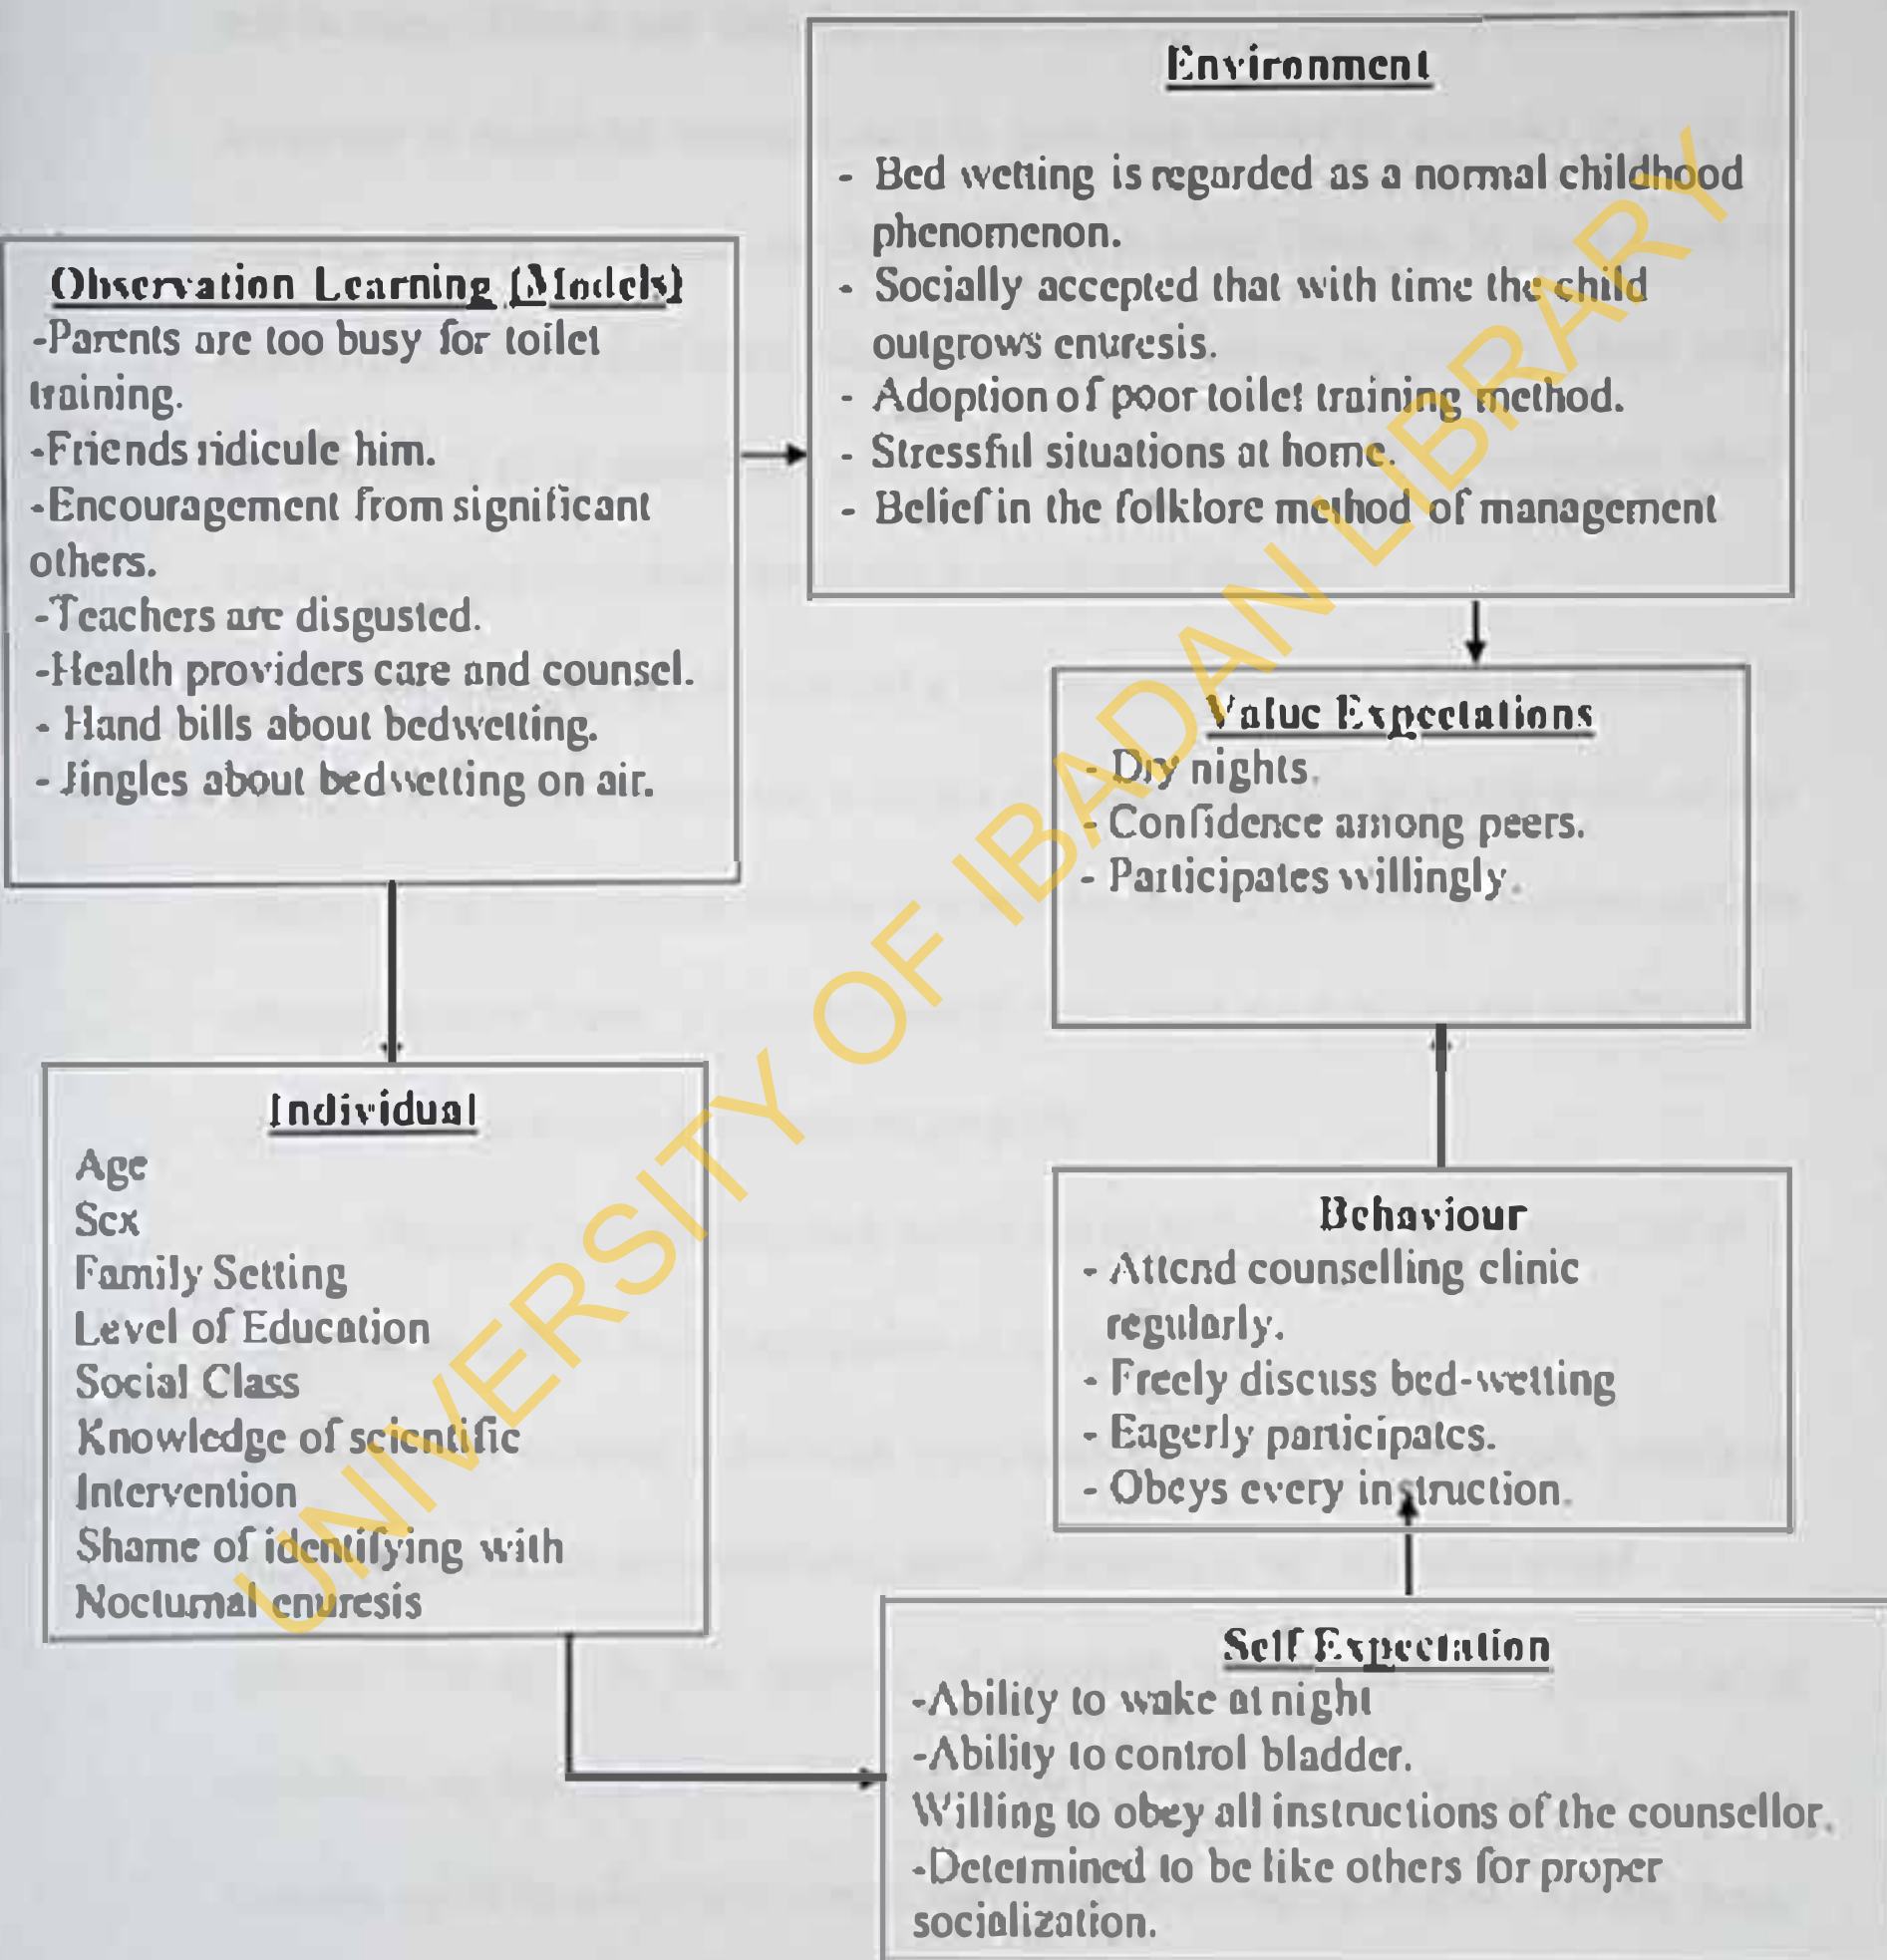 Environment
- Bed wetting is regarded as a normal childhood
phenomenon.
- Socially accepted that with time the child
outgrows enuresis.
- Adoption of poor toilet training method.
- Stressful situations at home.
- Belief in the folklore method of management
Observation Learning (Models)
-Parents are too busy for toilet
training.
-Friends ridicule him.
-Encouragement from significant
others.
-Teachers are disgusted.
-Health providers care and counsel.
- Hand bills about bedwetting.
- Jingles about bedwetting on air.
Value Expectations
- Dry nights.
- Confidence among peers.
- Participates willingly.
Individual
Age
Sex
Family Setting
Level of Education
Social Class
Knowledge of scientific
Intervention
Shame of identifying with
Nocturnal enuresis
Behaviour
- Attend counselling clinic
regularly.
- Freely discuss bed-wetting
- Eagerly participates.
- Obeys every instruction.
Self Expectation
-Ability to wake at night
-Ability to control bladder.
Willing to obey all instructions of the counsellor.
-Determined to be like others for proper
socialization.
UNIVERSITY OF IBADAN LIBRARY